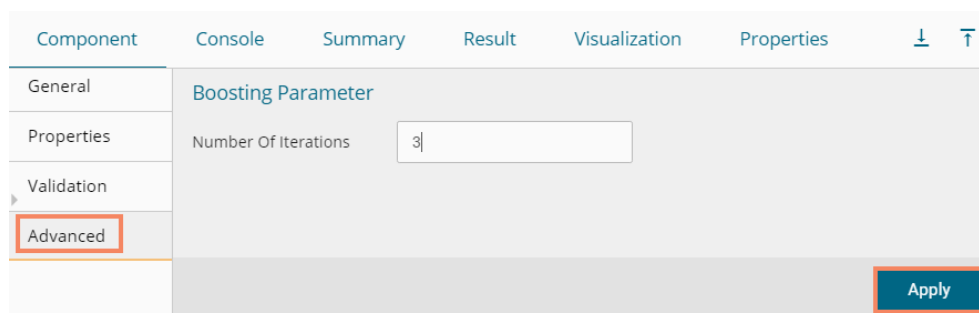 Component Console Summary Result Visualization Properties
General
Boosting Parameter
Properties
Number Of Iterations 3
Validation
Advanced
Apply